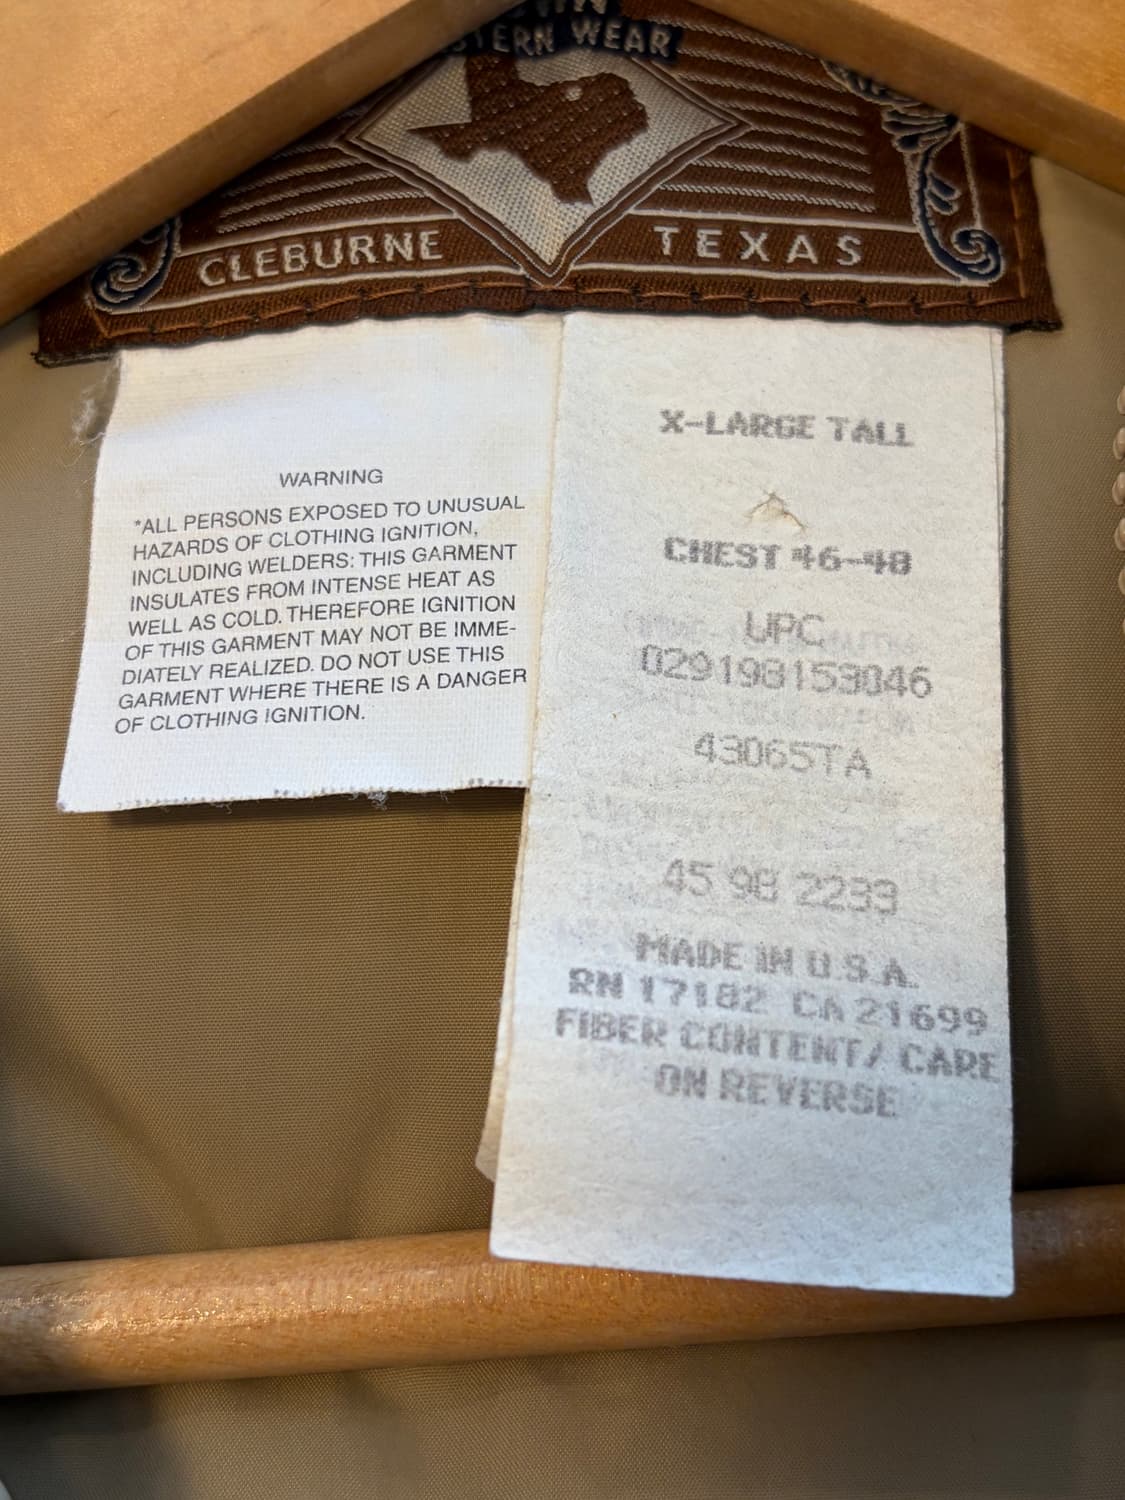 WESTERN WEAR
CLEBURNE TEXAS
WARNING
*ALL PERSONS EXPOSED TO UNUSUAL
HAZARDS OF CLOTHING IGNITION,
INCLUDING WELDERS: THIS GARMENT
INSULATES FROM INTENSE HEAT AS
WELL AS COLD. THEREFORE IGNITION
OF THIS GARMENT MAY NOT BE IMME-
DIATELY REALIZED. DO NOT USE THIS
GARMENT WHERE THERE IS A DANGER
OF CLOTHING IGNITION.
X-LARGE TALL
CHEST 46-48
UPC
029198153046
43065TA
45 98 2233
MADE IN U.S.A.
RN 17182 CA 21699
FIBER CONTENT/ CARE
ON REVERSE